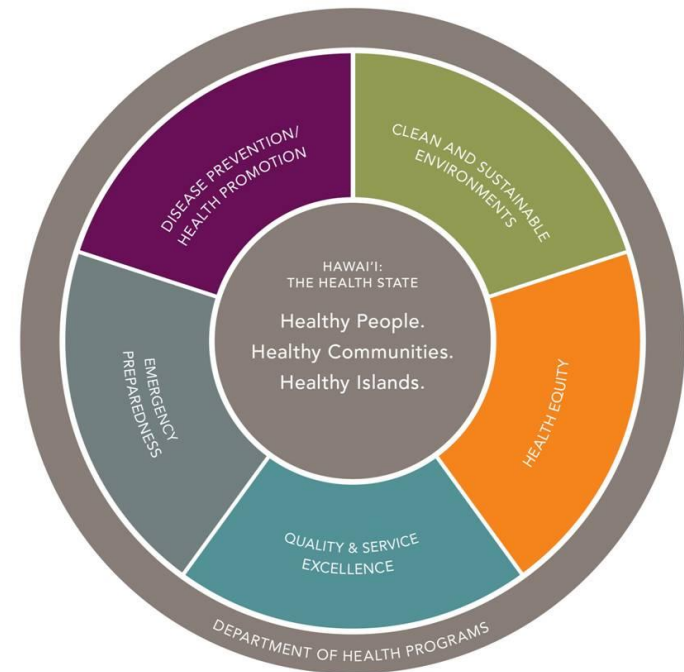 DISEASE PREVENTION/
HEALTH PROMOTION
CLEAN AND SUSTAINABLE
ENVIRONMENTS
HAWAI'I:
THE HEALTH STATE
Healthy People.
Healthy Communities.
Healthy Islands.
EMERGENCY
PREPAREDNESS
HEALTH EQUITY
QUALITY & SERVICE
EXCELLENCE
DEPARTMENT OF HEALTH PROGRAMS